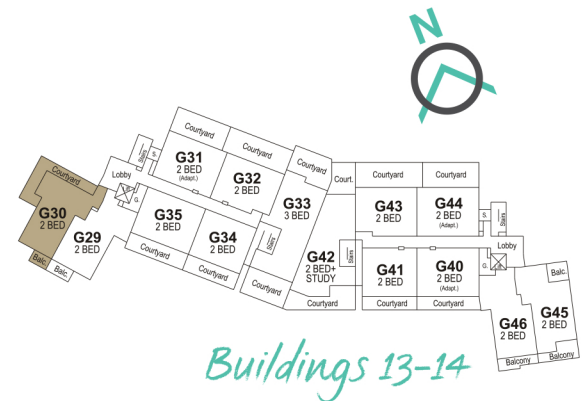 N
Courtyard
G30
2 BED
Balc.
G29
2 BED
Balc.
Lobby
Stairs
S.
G.
Courtyard
G31
2 BED
(Adapt.)
Courtyard
G32
2 BED
Courtyard
G33
3 BED
Courtyard
G35
2 BED
Courtyard
G34
2 BED
Courtyard
Stairs
Courtyard
Court.
G42
2 BED+
STUDY
Courtyard
Stairs
Courtyard
G43
2 BED
Courtyard
G44
2 BED
(Adapt.)
S.
Stairs
Lobby
G.
G41
2 BED
Courtyard
G40
2 BED
(Adapt.)
Courtyard
G46
2 BED
Balcony
Balc.
G45
2 BED
Balcony
Buildings 13-14